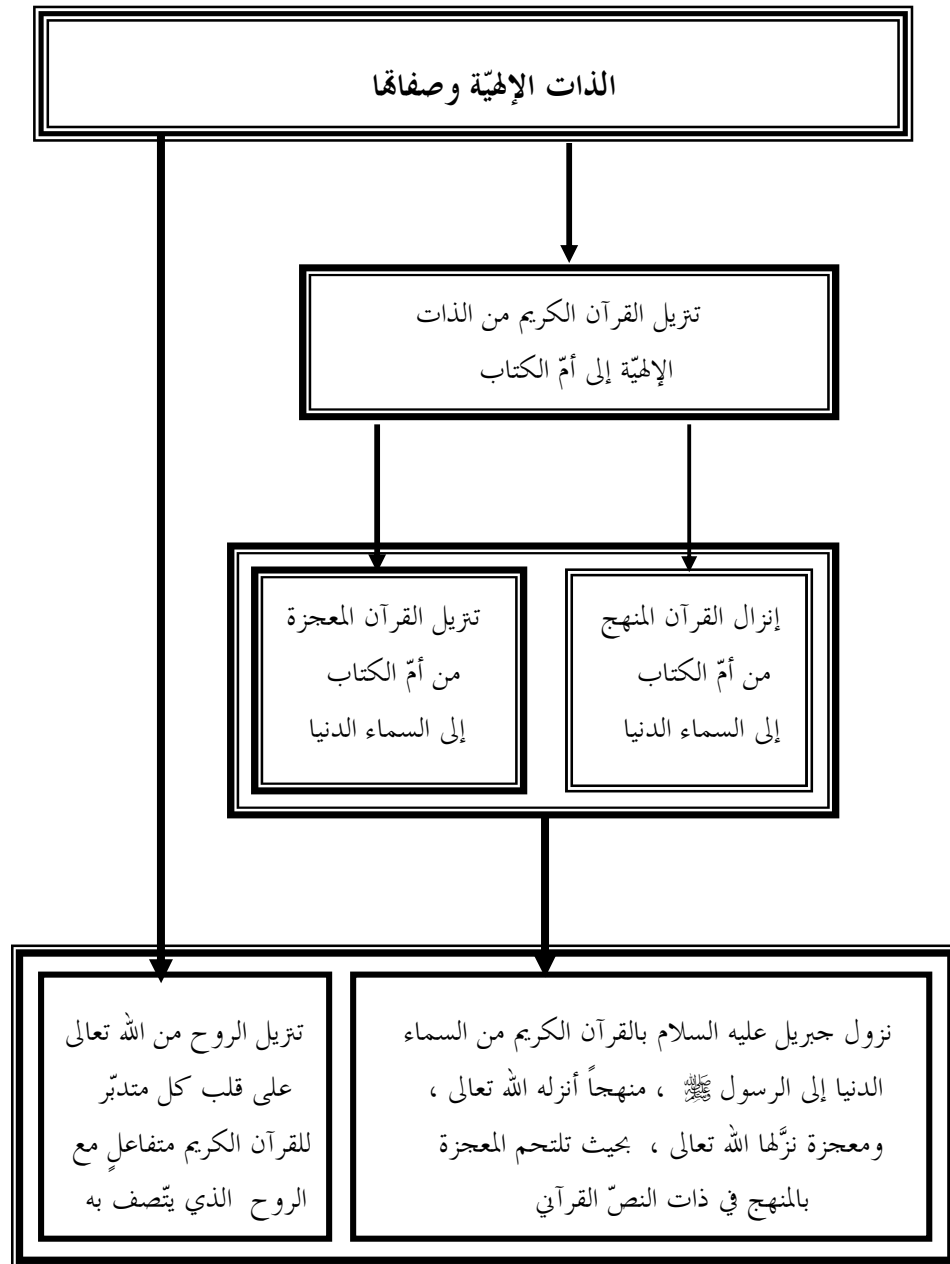 الذات الإلهيّة وصفاتها
تنزيل القرآن الكريم من الذات
الإلهيّة إلى أمّ الكتاب
إنزال القرآن المنهج
من أمّ الكتاب
إلى السماء الدنيا
تنزيل القرآن المعجزة
من أمّ الكتاب
إلى السماء الدنيا
نزول جبريل عليه السلام بالقرآن الكريم من السماء
الدنيا إلى الرسول ﷺ ، منهجاً أنزله الله تعالى ،
ومعجزة نزَّلها الله تعالى ، بحيث تلتحم المعجزة
بالمنهج في ذات النصّ القرآني
تنزيل الروح من الله تعالى
على قلب كل متدبّر
للقرآن الكريم متفاعلٍ مع
الروح الذي يتّصف به